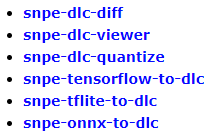 snpe-dlc-diff
snpe-dlc-viewer
snpe-dlc-quantize
snpe-tensorflow-to-dlc
snpe-tflite-to-dlc
snpe-onnx-to-dlc